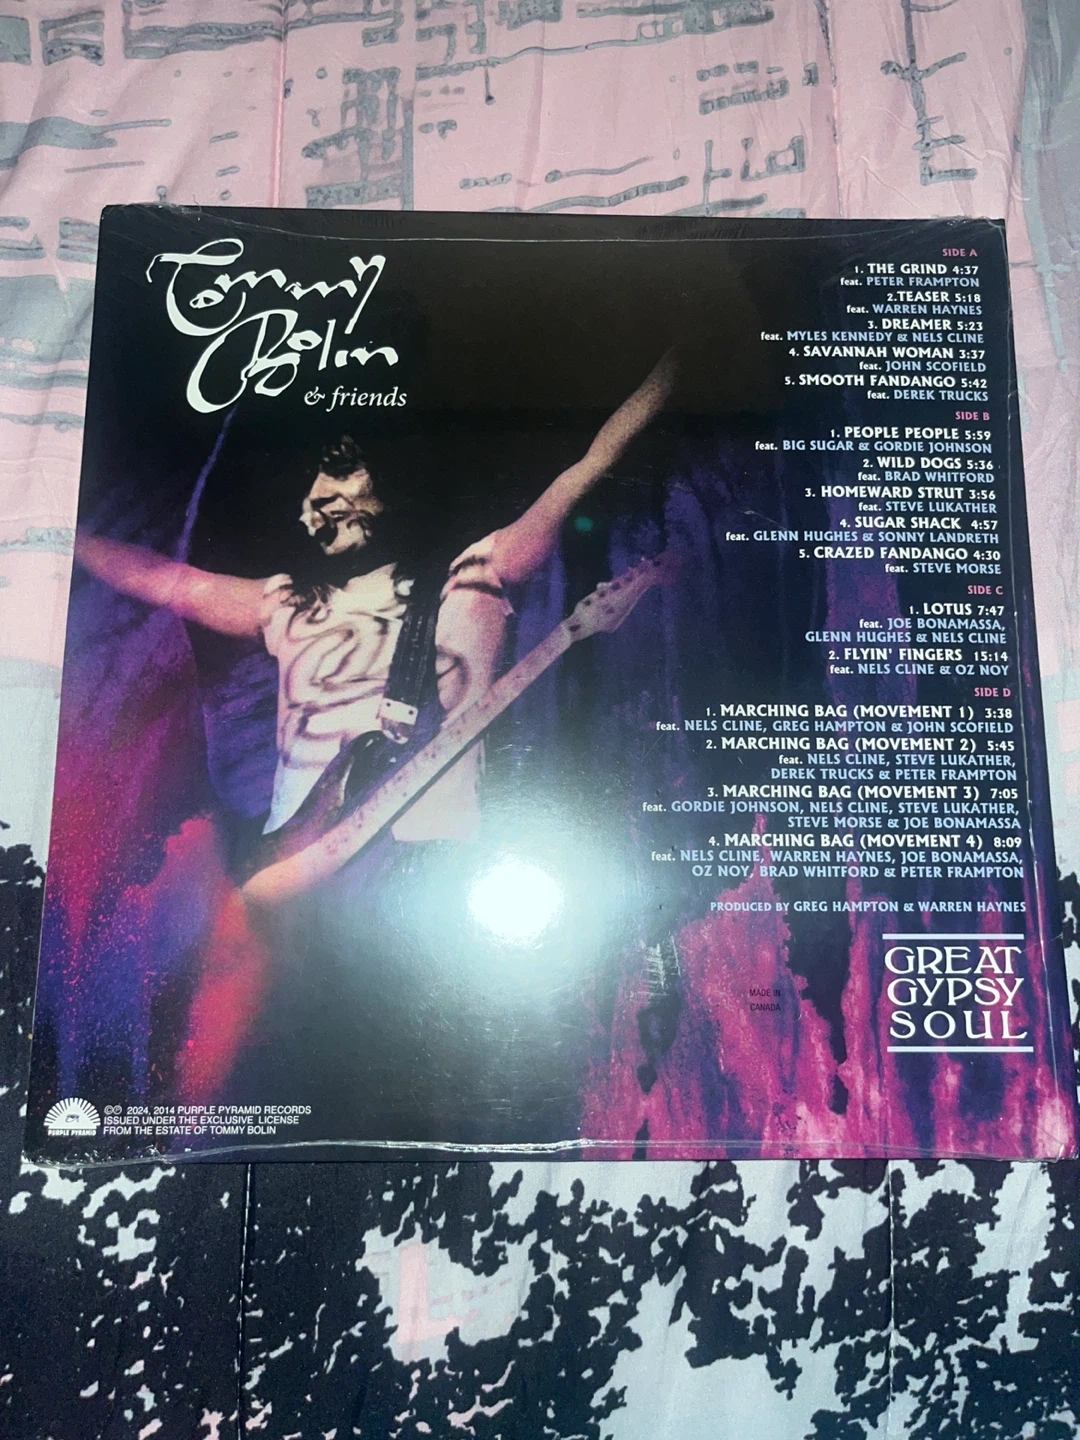 Tommy
Bolin
& friends
SIDE A
1. THE GRIND 4:37
feat. PETER FRAMPTON
2.TEASER 5:18
feat. WARREN HAYNES
3. DREAMER 5:23
feat. MYLES KENNEDY & NELS CLINE
4. SAVANNAH WOMAN 3:37
feat. JOHN SCOFIELD
5. SMOOTH FANDANGO 5:42
feat. DEREK TRUCKS
SIDE B
1. PEOPLE PEOPLE 5:59
feat. BIG SUGAR & GORDIE JOHNSON
2. WILD DOGS 5:36
feat. BRAD WHITFORD
3. HOMEWARD STRUT 3:56
feat. STEVE LUKATHER
4. SUGAR SHACK 4:57
feat. GLENN HUGHES & SONNY LANDRETH
5. CRAZED FANDANGO 4:30
feat. STEVE MORSE
SIDE C
1. LOTUS 7:47
feat. JOE BONAMASSA,
GLENN HUGHES & NELS CLINE
2. FLYIN' FINGERS 15:14
feat. NELS CLINE & OZ NOY
SIDE D
1. MARCHING BAG (MOVEMENT 1) 3:38
feat. NELS CLINE, GREG HAMPTON & JOHN SCOFIELD
2. MARCHING BAG (MOVEMENT 2) 5:45
feat. NELS CLINE, STEVE LUKATHER,
DEREK TRUCKS & PETER FRAMPTON
3. MARCHING BAG (MOVEMENT 3) 7:05
feat. GORDIE JOHNSON, NELS CLINE, STEVE LUKATHER,
STEVE MORSE & JOE BONAMASSA
4. MARCHING BAG (MOVEMENT 4) 8:09
feat. NELS CLINE, WARREN HAYNES, JOE BONAMASSA,
OZ NOY, BRAD WHITFORD & PETER FRAMPTON
PRODUCED BY GREG HAMPTON & WARREN HAYNES
GREAT
GYPSY
SOUL
MADE IN
CANADA
PURPLE PYRAMID
©℗ 2024, 2014 PURPLE PYRAMID RECORDS
ISSUED UNDER THE EXCLUSIVE LICENSE
FROM THE ESTATE OF TOMMY BOLIN